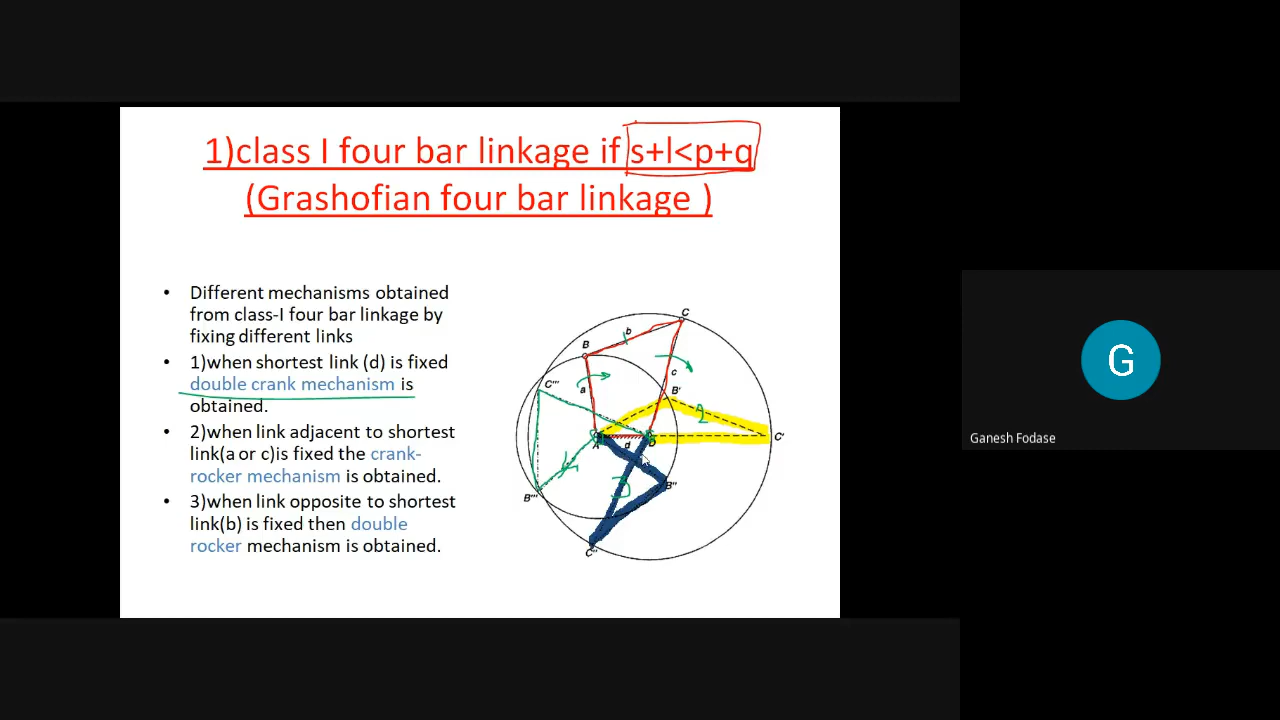 1)class I four bar linkage if s+l<p+q
(Grashofian four bar linkage )
• Different mechanisms obtained
from class-I four bar linkage by
fixing different links
• 1)when shortest link (d) is fixed
double crank mechanism is
obtained.
• 2)when link adjacent to shortest
link(a or c)is fixed the crank-
rocker mechanism is obtained.
• 3)when link opposite to shortest
link(b) is fixed then double
rocker mechanism is obtained.
C
b
B
c
C'''
a
B'
2
C'
A
d
D
3
B''
B'''
C''
G
Ganesh Fodase